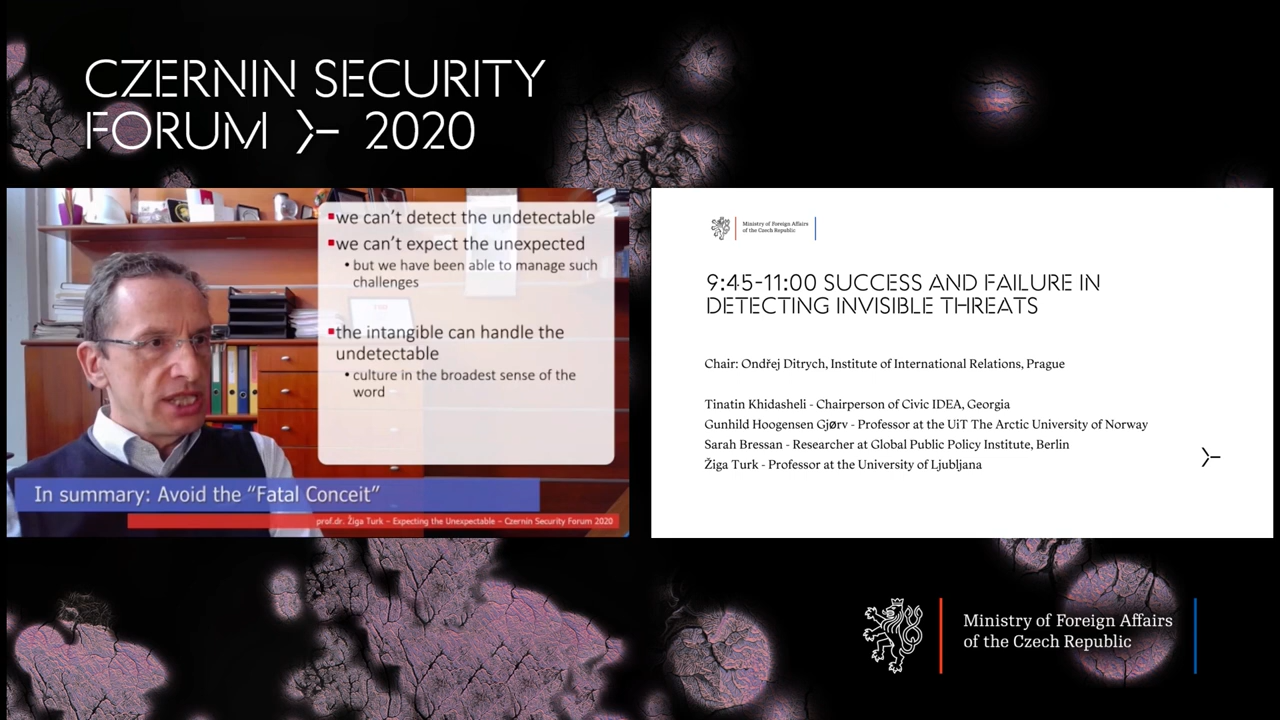 CZERNIN SECURITY
FORUM >- 2020
we can't detect the undetectable
we can't expect the unexpected
• but we have been able to manage such
challenges
the intangible can handle the
undetectable
• culture in the broadest sense of the
word
In summary: Avoid the “Fatal Conceit”
prof.dr. Žiga Turk – Expecting the Unexpectable – Czernin Security Forum 2020
Ministry of Foreign Affairs
of the Czech Republic
9:45-11:00 SUCCESS AND FAILURE IN
DETECTING INVISIBLE THREATS
Chair: Ondřej Ditrych, Institute of International Relations, Prague
Tinatin Khidasheli - Chairperson of Civic IDEA, Georgia
Gunhild Hoogensen Gjørv - Professor at the UiT The Arctic University of Norway
Sarah Bressan - Researcher at Global Public Policy Institute, Berlin
Žiga Turk - Professor at the University of Ljubljana
Ministry of Foreign Affairs
of the Czech Republic